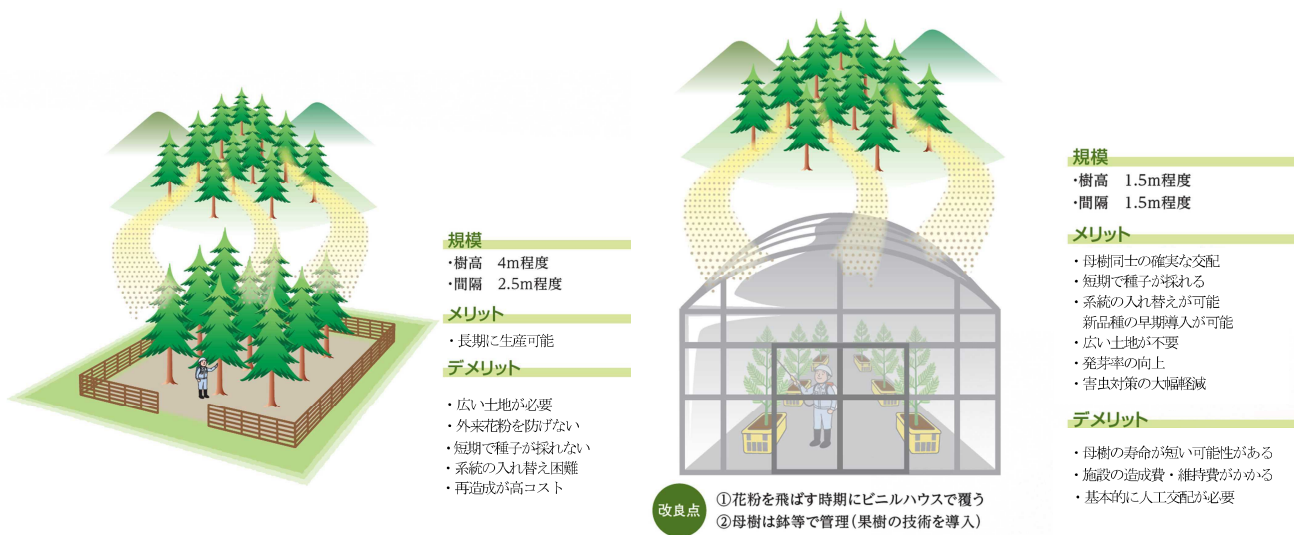 規模
・樹高 4m程度
・間隔 2.5m程度
メリット
・長期に生産可能
デメリット
・広い土地が必要
・外来花粉を防げない
・短期で種子が採れない
・系統の入れ替え困難
・再造成が高コスト
改良点
①花粉を飛ばす時期にビニルハウスで覆う
②母樹は鉢等で管理(果樹の技術を導入)
規模
・樹高 1.5m程度
・間隔 1.5m程度
メリット
・母樹同士の確実な交配
・短期で種子が採れる
・系統の入れ替えが可能
新品種の早期導入が可能
・広い土地が不要
・発芽率の向上
・害虫対策の大幅軽減
デメリット
・母樹の寿命が短い可能性がある
・施設の造成費・維持費がかかる
・基本的に人工交配が必要